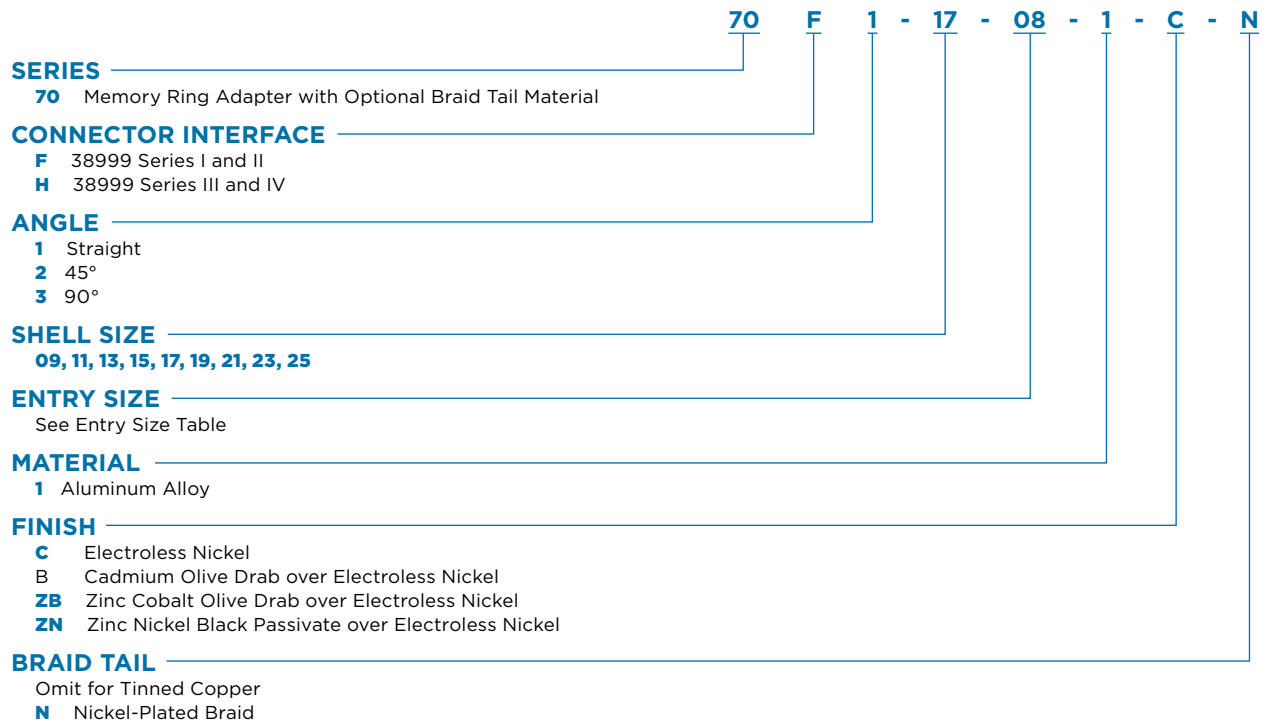 70 F 1 - 17 - 08 - 1 - C - N
SERIES
70 Memory Ring Adapter with Optional Braid Tail Material
CONNECTOR INTERFACE
F 38999 Series I and II
H 38999 Series III and IV
ANGLE
1 Straight
2 45°
3 90°
SHELL SIZE
09, 11, 13, 15, 17, 19, 21, 23, 25
ENTRY SIZE
See Entry Size Table
MATERIAL
1 Aluminum Alloy
FINISH
C Electroless Nickel
B Cadmium Olive Drab over Electroless Nickel
ZB Zinc Cobalt Olive Drab over Electroless Nickel
ZN Zinc Nickel Black Passivate over Electroless Nickel
BRAID TAIL
Omit for Tinned Copper
N Nickel-Plated Braid